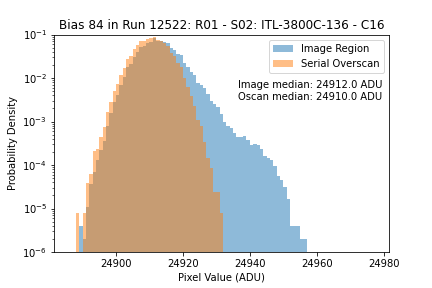 Bias 84 in Run 12522: R01 - S02: ITL-3800C-136 - C16
Image Region
Serial Overscan
Image median: 24912.0 ADU
Oscan median: 24910.0 ADU
Probability Density
10⁻¹
10⁻²
10⁻³
10⁻⁴
10⁻⁵
10⁻⁶
24900 24920 24940 24960 24980
Pixel Value (ADU)